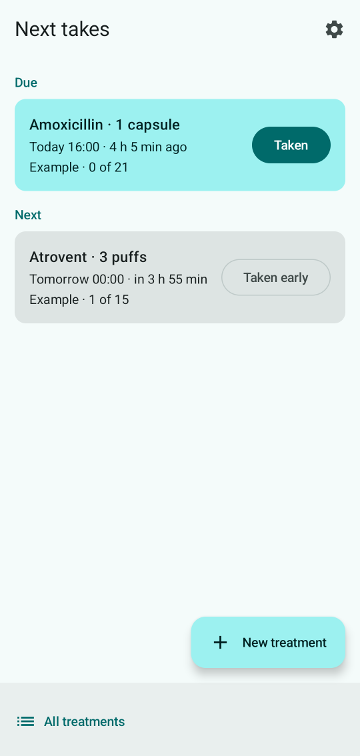 Next takes
Due
Amoxicillin · 1 capsule
Today 16:00 · 4 h 5 min ago
Example · 0 of 21
Taken
Next
Atrovent · 3 puffs
Tomorrow 00:00 · in 3 h 55 min
Example · 1 of 15
Taken early
New treatment
All treatments